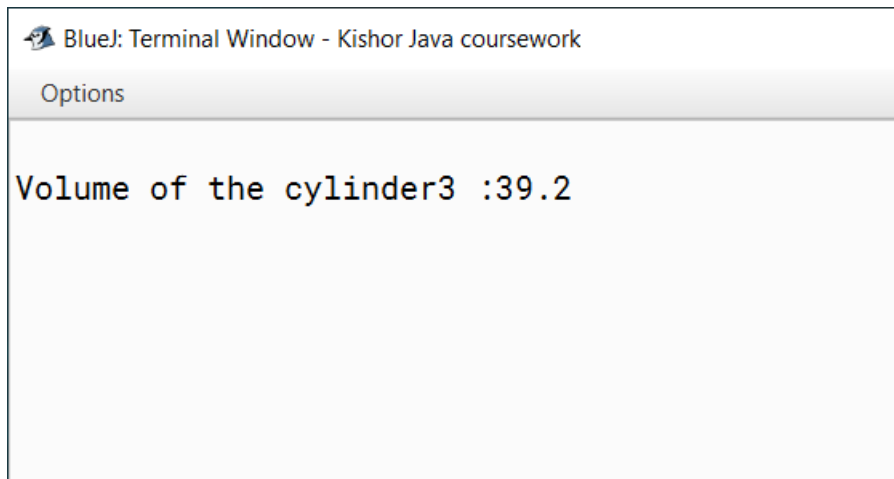 BlueJ: Terminal Window - Kishor Java coursework
Options
Volume of the cylinder3 :39.2